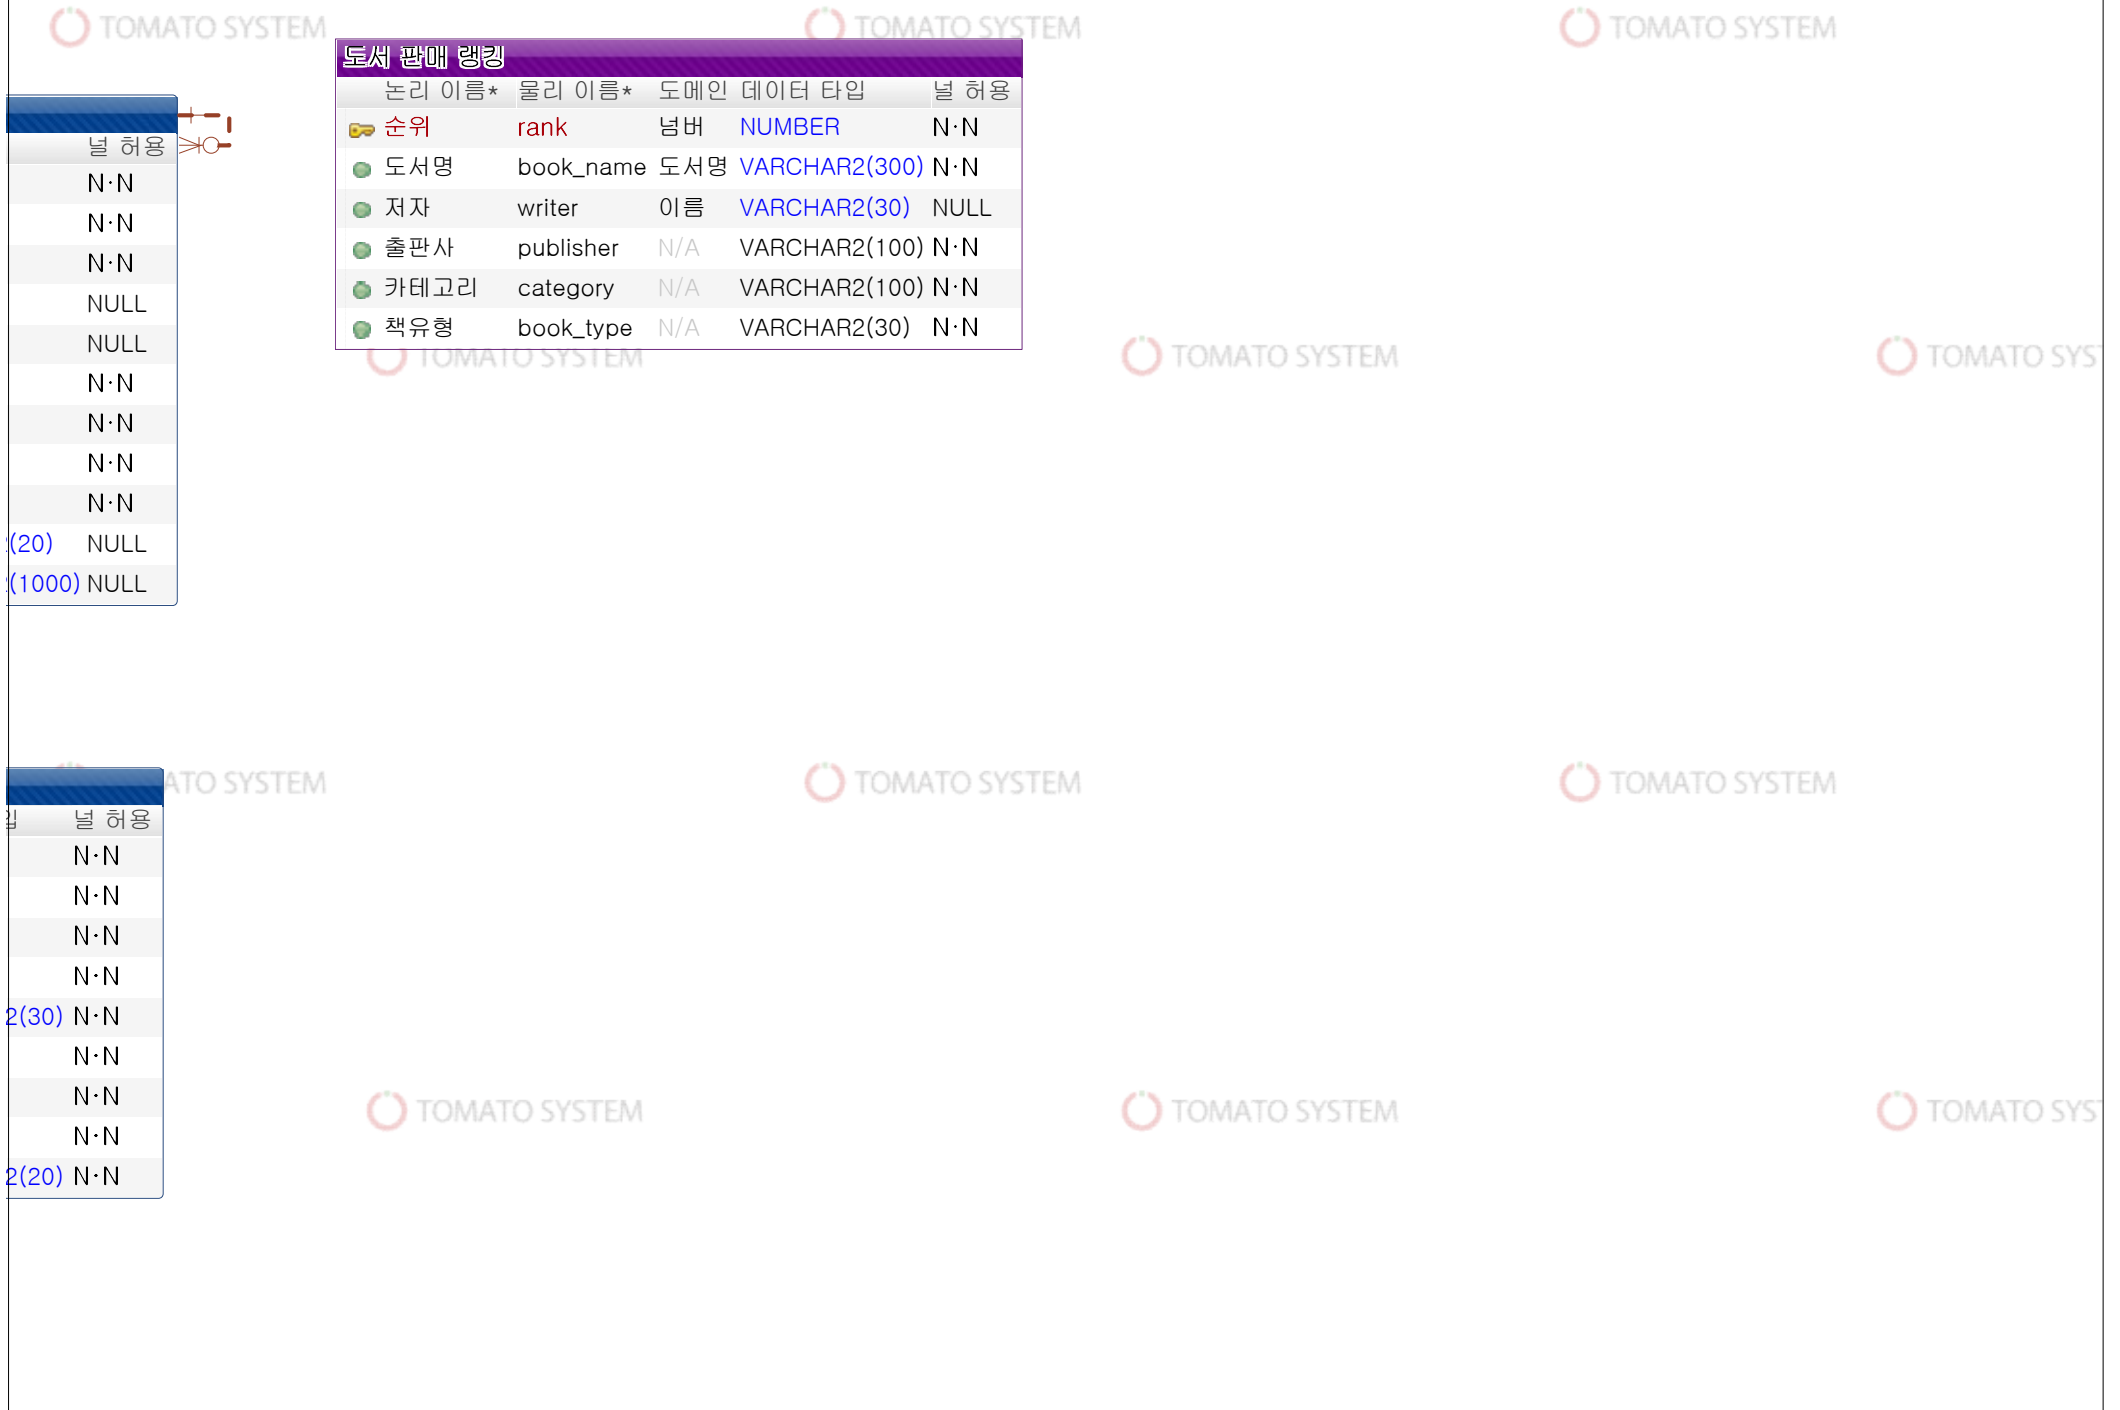 TOMATO SYSTEM TOMATO SYSTEM TOMATO SYSTEM
도서 판매 랭킹
논리 이름* 물리 이름* 도메인 데이터 타입 널 허용
순위 rank 넘버 NUMBER N·N
도서명 book_name 도서명 VARCHAR2(300) N·N
저자 writer 이름 VARCHAR2(30) NULL
출판사 publisher N/A VARCHAR2(100) N·N
카테고리 category N/A VARCHAR2(100) N·N
책유형 book_type N/A VARCHAR2(30) N·N
널 허용
N·N
N·N
N·N
NULL
NULL
N·N
N·N
N·N
N·N
(20) NULL
(1000) NULL
TOMATO SYSTEM TOMATO SYSTEM TOMATO SYS
ATO SYSTEM TOMATO SYSTEM TOMATO SYSTEM
입 널 허용
N·N
N·N
N·N
N·N
2(30) N·N
N·N
N·N
N·N
2(20) N·N
TOMATO SYSTEM TOMATO SYSTEM TOMATO SYS